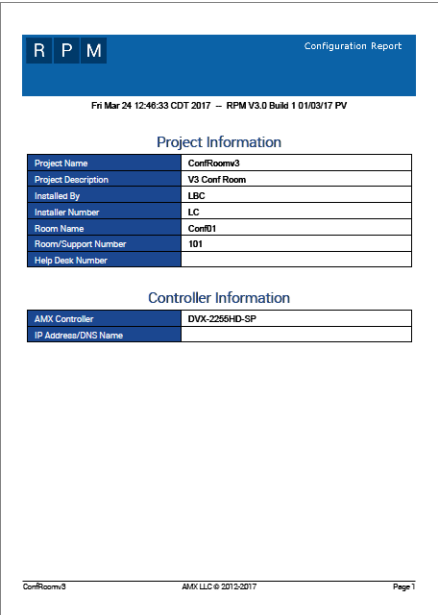 RPM
Configuration Report
Fri Mar 24 12:46:33 CDT 2017 -- RPM V3.0 Build 1 01/03/17 PV
Project Information
Project Name ConfRoomv3
Project Description V3 Conf Room
Installed By LBC
Installer Number LC
Room Name Conf01
Room/Support Number 101
Help Desk Number
Controller Information
AMX Controller DVX-2255HD-SP
IP Address/DNS Name
ConfRoomv3 AMX LLC © 2012-2017 Page 1